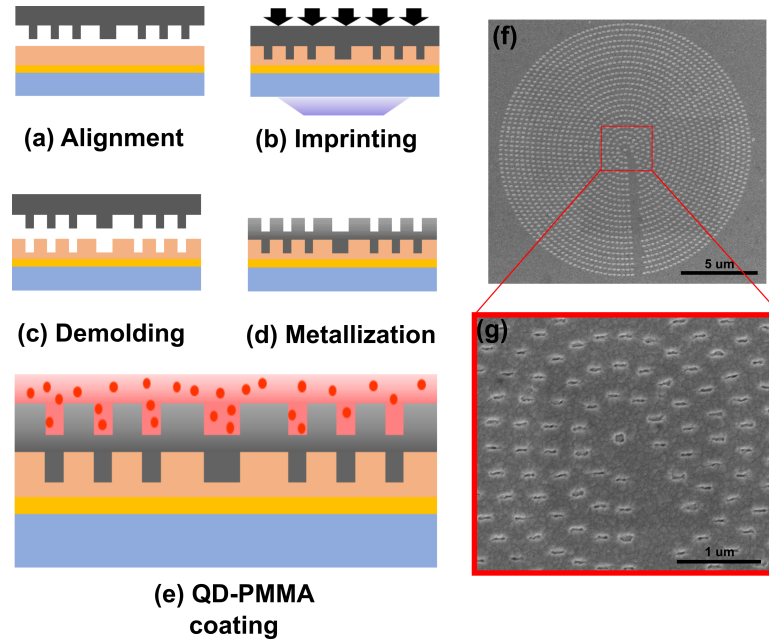 (a) Alignment
(b) Imprinting
(c) Demolding
(d) Metallization
(e) QD-PMMA
coating
(f)
5 um
(g)
1 um